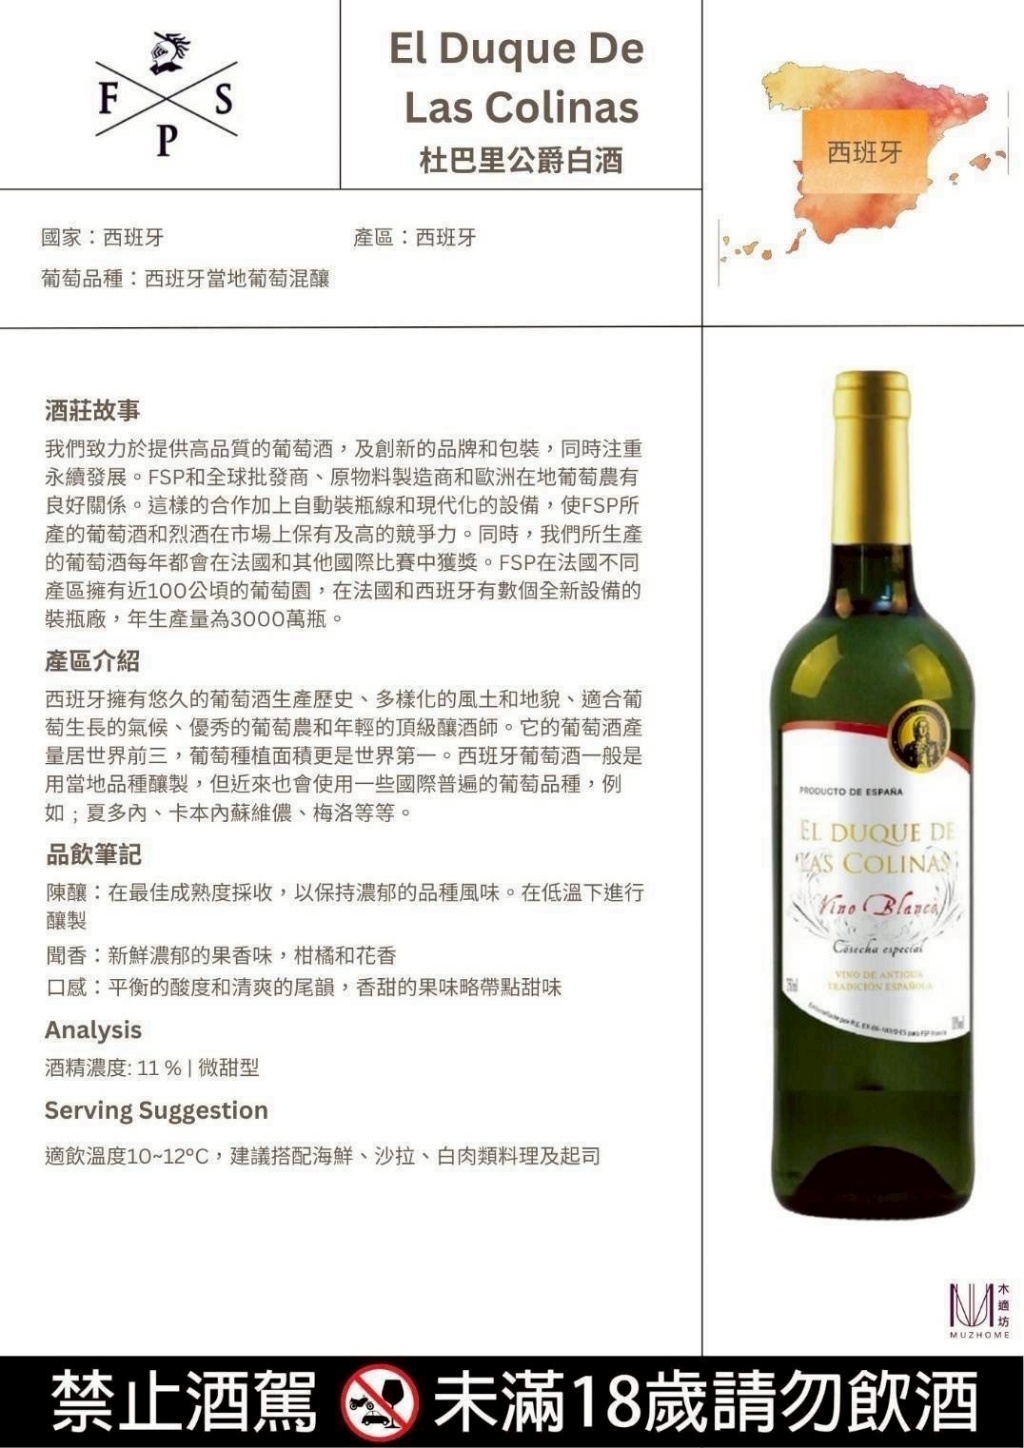 F S
P
El Duque De
Las Colinas
杜巴里公爵白酒
西班牙
國家：西班牙
產區：西班牙
葡萄品種：西班牙當地葡萄混釀
酒莊故事
我們致力於提供高品質的葡萄酒，及創新的品牌和包裝，同時注重
永續發展。FSP和全球批發商、原物料製造商和歐洲在地葡萄農有
良好關係。這樣的合作加上自動裝瓶線和現代化的設備，使FSP所
產的葡萄酒和烈酒在市場上保有及高的競爭力。同時，我們所生產
的葡萄酒每年都會在法國和其他國際比賽中獲獎。FSP在法國不同
產區擁有近100公頃的葡萄園，在法國和西班牙有數個全新設備的
裝瓶廠，年生產量為3000萬瓶。
產區介紹
西班牙擁有悠久的葡萄酒生產歷史、多樣化的風土和地貌、適合葡
萄生長的氣候、優秀的葡萄農和年輕的頂級釀酒師。它的葡萄酒產
量居世界前三，葡萄種植面積更是世界第一。西班牙葡萄酒一般是
用當地品種釀製，但近來也會使用一些國際普遍的葡萄品種，例
如；夏多內、卡本內蘇維儂、梅洛等等。
品飲筆記
陳釀：在最佳成熟度採收，以保持濃郁的品種風味。在低溫下進行
釀製
聞香：新鮮濃郁的果香味，柑橘和花香
口感：平衡的酸度和清爽的尾韻，香甜的果味略帶點甜味
Analysis
酒精濃度: 11 % | 微甜型
Serving Suggestion
適飲溫度10~12°C，建議搭配海鮮、沙拉、白肉類料理及起司
PRODUCTO DE ESPAÑA
EL DUQUE DE
LAS COLINAS
Vino Blanco
Cosecha especial
VINO DE ANTIGUA
TRADICIÓN ESPAÑOLA
木適坊
MUZHOME
禁止酒駕 未滿18歲請勿飲酒